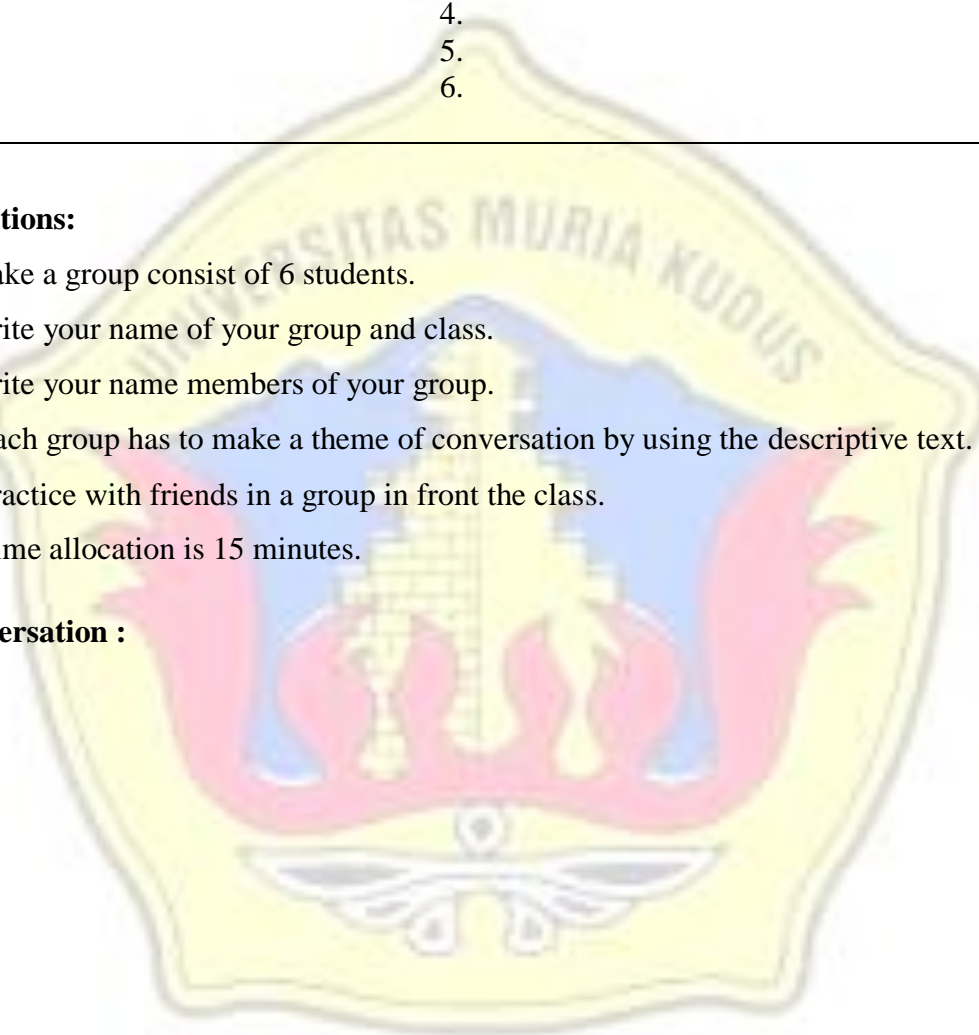 4.
5.
6.
tions:
ake a group consist of 6 students.
rite your name of your group and class.
rite your name members of your group.
ach group has to make a theme of conversation by using the descriptive text.
ractice with friends in a group in front the class.
ime allocation is 15 minutes.
ersation :
UNIVERSITAS MURIA KUDUS